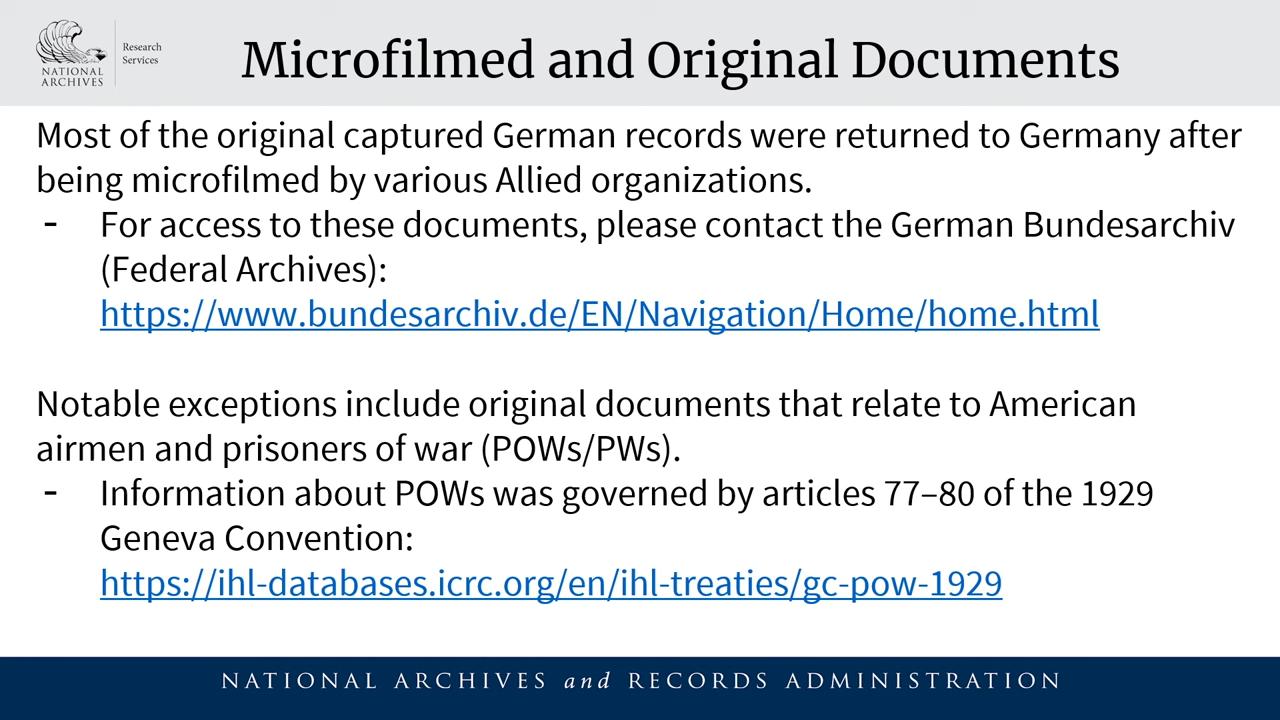 NATIONAL
ARCHIVES
Research
Services
Microfilmed and Original Documents
Most of the original captured German records were returned to Germany after
being microfilmed by various Allied organizations.
- For access to these documents, please contact the German Bundesarchiv
(Federal Archives):
https://www.bundesarchiv.de/EN/Navigation/Home/home.html
Notable exceptions include original documents that relate to American
airmen and prisoners of war (POWs/PWs).
- Information about POWs was governed by articles 77–80 of the 1929
Geneva Convention:
https://ihl-databases.icrc.org/en/ihl-treaties/gc-pow-1929
NATIONAL ARCHIVES and RECORDS ADMINISTRATION